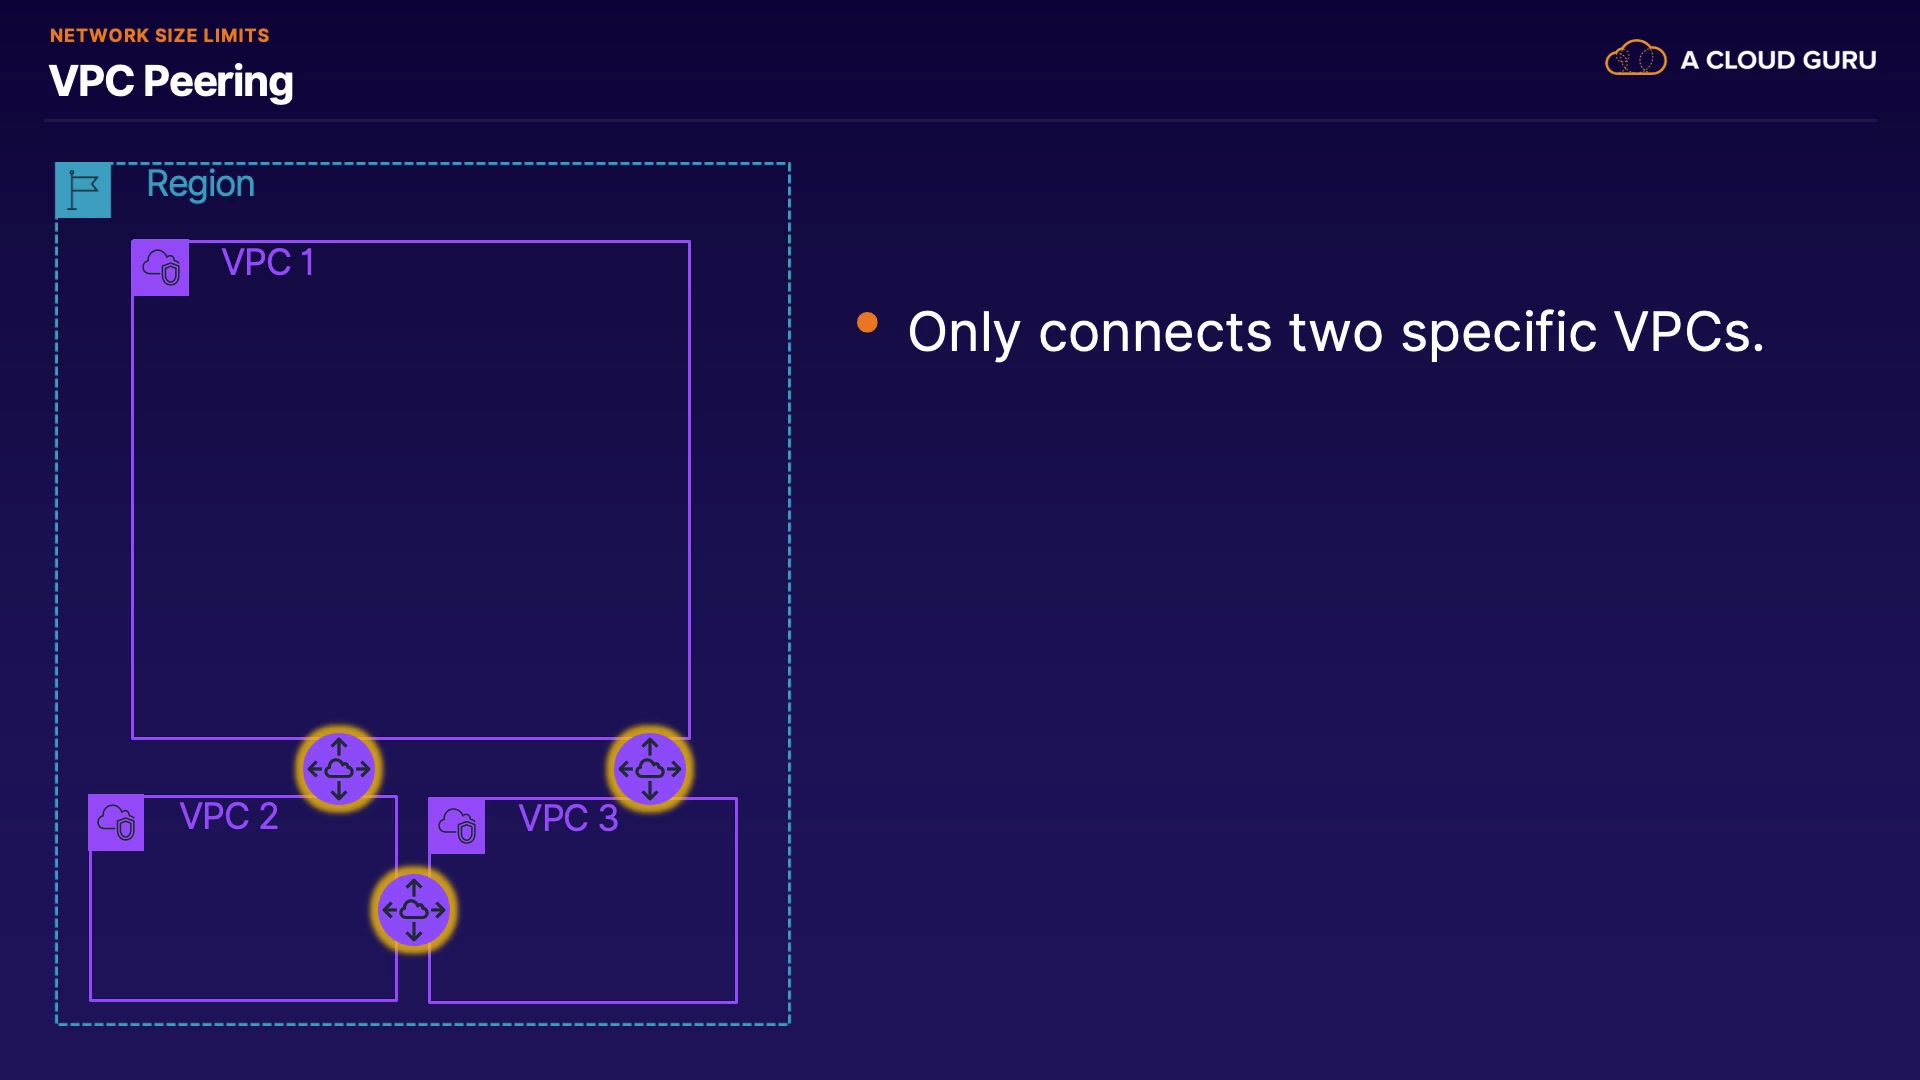 NETWORK SIZE LIMITS
VPC Peering
A CLOUD GURU
Region
VPC 1
Only connects two specific VPCs.
VPC 2
VPC 3